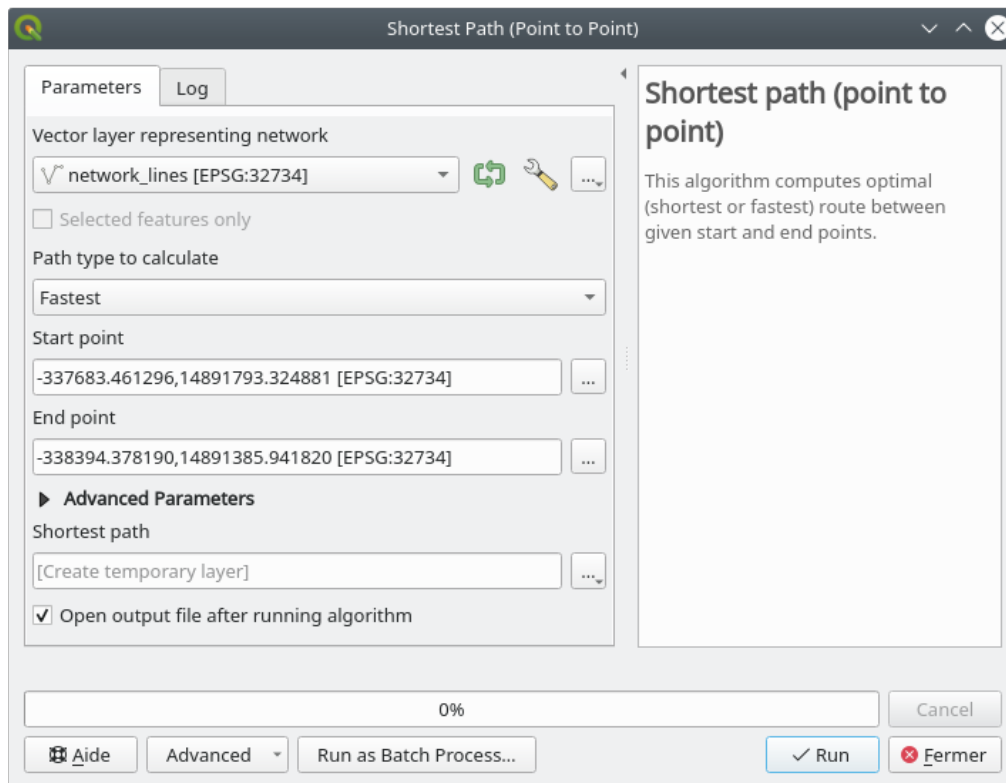 Shortest Path (Point to Point)
Parameters
Log
Vector layer representing network
network_lines [EPSG:32734]
...
Selected features only
Path type to calculate
Fastest
Start point
-337683.461296,14891793.324881 [EPSG:32734]
...
End point
-338394.378190,14891385.941820 [EPSG:32734]
...
Advanced Parameters
Shortest path
[Create temporary layer]
...
Open output file after running algorithm
Shortest path (point to
point)
This algorithm computes optimal
(shortest or fastest) route between
given start and end points.
0%
Cancel
Aide
Advanced
Run as Batch Process...
Run
Fermer